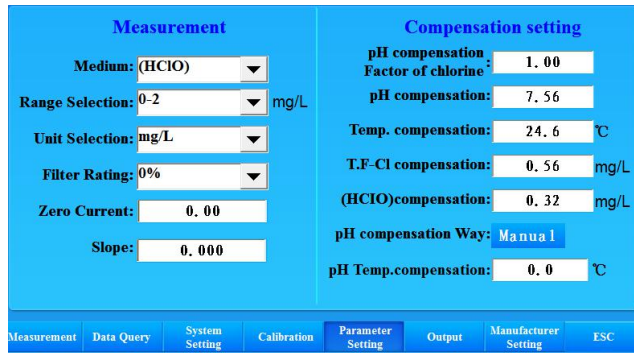 Measurement
Medium: (HClO)
Range Selection: 0-2 mg/L
Unit Selection: mg/L
Filter Rating: 0%
Zero Current: 0.00
Slope: 0.000
Compensation setting
pH compensation
Factor of chlorine : 1.00
pH compensation: 7.56
Temp. compensation: 24.6 ℃
T.F-Cl compensation: 0.56 mg/L
(HClO)compensation: 0.32 mg/L
pH compensation Way: Manual
pH Temp.compensation: 0.0 ℃
Measurement Data Query System Setting Calibration Parameter Setting Output Manufacturer Setting ESC